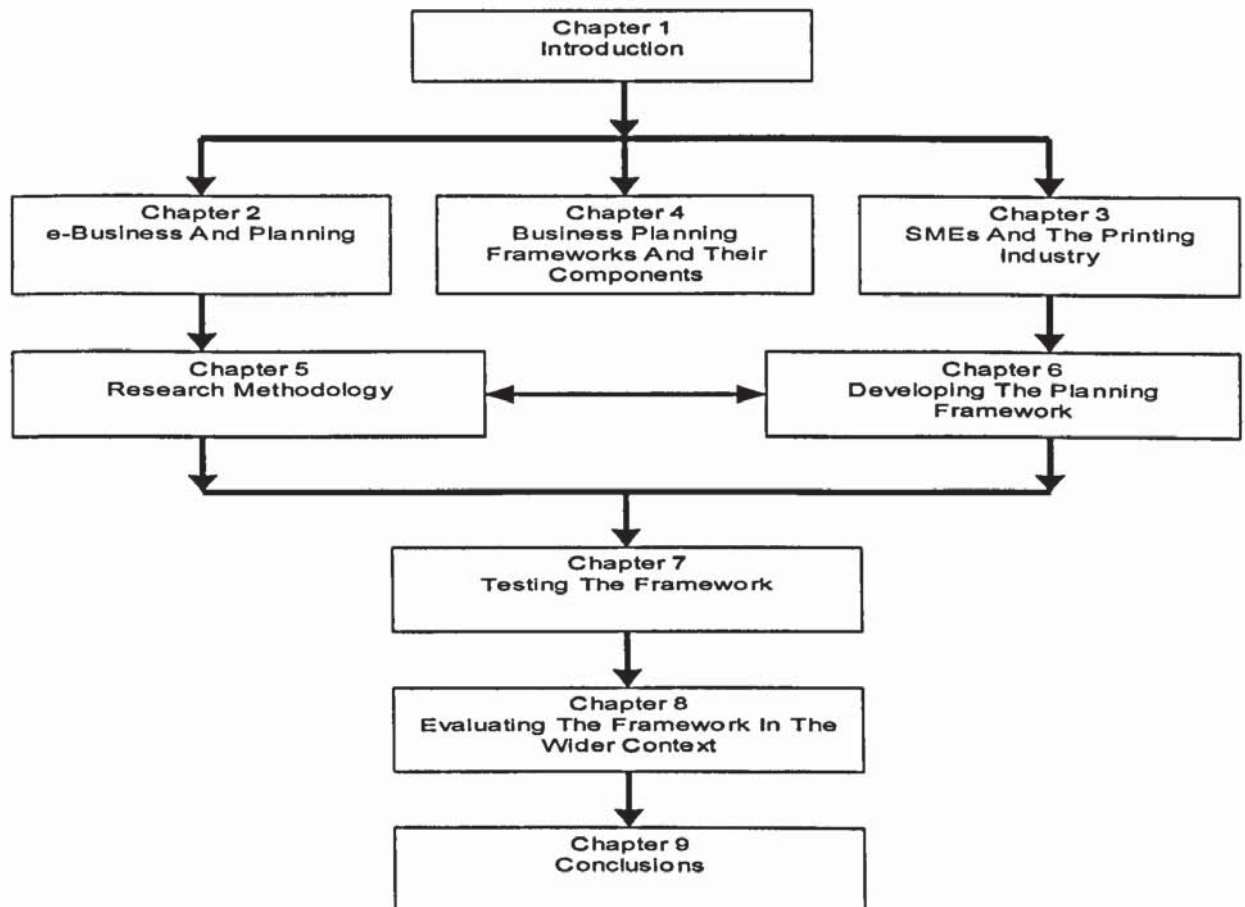 Chapter 1
Introduction
Chapter 2
e-Business And Planning
Chapter 4
Business Planning
Frameworks And Their
Components
Chapter 3
SMEs And The Printing
Industry
Chapter 5
Research Methodology
Chapter 6
Developing The Planning
Framework
Chapter 7
Testing The Framework
Chapter 8
Evaluating The Framework In The
Wider Context
Chapter 9
Conclusions